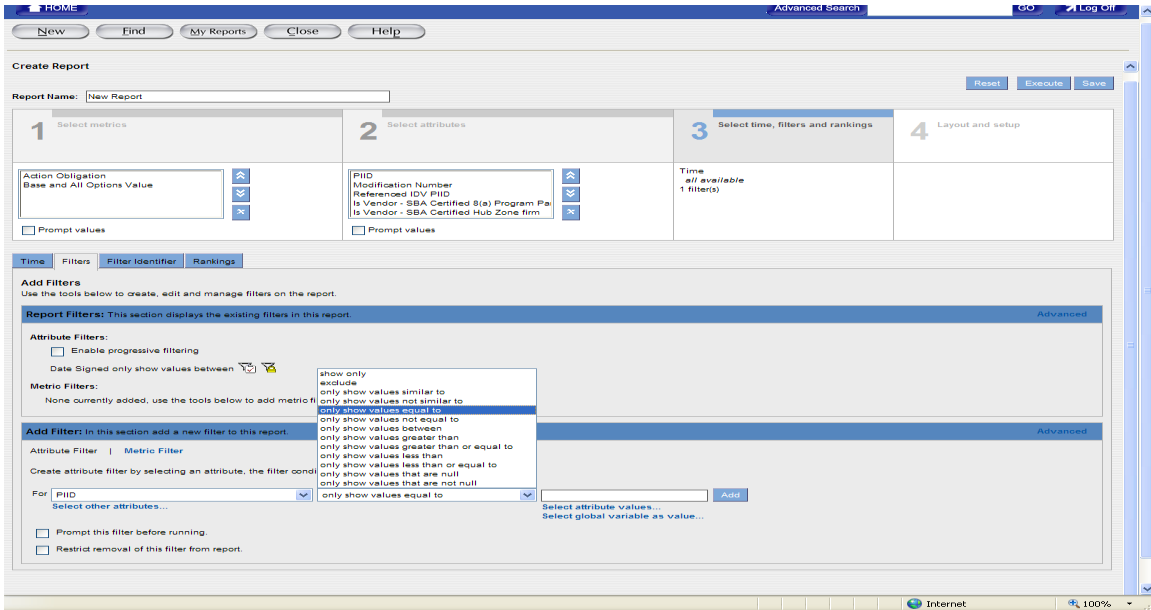 HOME Advanced Search GO Log Off
New Find My Reports Close Help
Create Report
Reset Execute Save
Report Name: New Report
1 Select metrics
2 Select attributes
3 Select time, filters and rankings
4 Layout and setup
Action Obligation
Base and All Options Value
Prompt values
PIID
Modification Number
Referenced IDV PIID
Is Vendor - SBA Certified 8(a) Program Pa
Is Vendor - SBA Certified Hub Zone firm
Prompt values
Time
all available
1 filter(s)
Time Filters Filter Identifier Rankings
Add Filters
Use the tools below to create, edit and manage filters on the report.
Report Filters: This section displays the existing filters in this report. Advanced
Attribute Filters:
Enable progressive filtering
Date Signed only show values between
Metric Filters:
None currently added, use the tools below to add metric fi
show only
exclude
only show values similar to
only show values not similar to
only show values equal to
only show values not equal to
only show values between
only show values greater than
only show values greater than or equal to
only show values less than
only show values less than or equal to
only show values that are null
only show values that are not null
Add Filter: In this section add a new filter to this report. Advanced
Attribute Filter | Metric Filter
Create attribute filter by selecting an attribute, the filter condi
For PIID only show values equal to Add
Select other attributes... Select attribute values...
Select global variable as value...
Prompt this filter before running.
Restrict removal of this filter from report.
Internet 100%